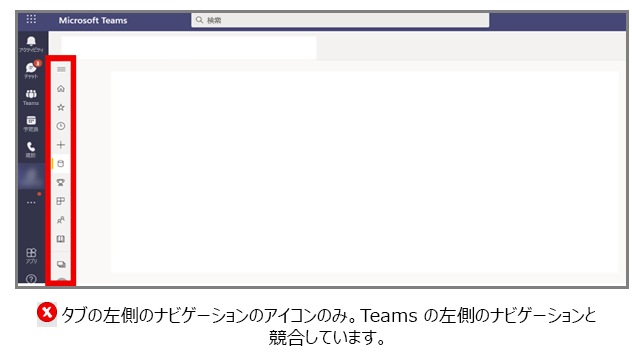 Microsoft Teams
検索
アクティビティ
チャット
Teams
予定表
通話
アプリ
タブの左側のナビゲーションのアイコンのみ。Teams の左側のナビゲーションと
競合しています。